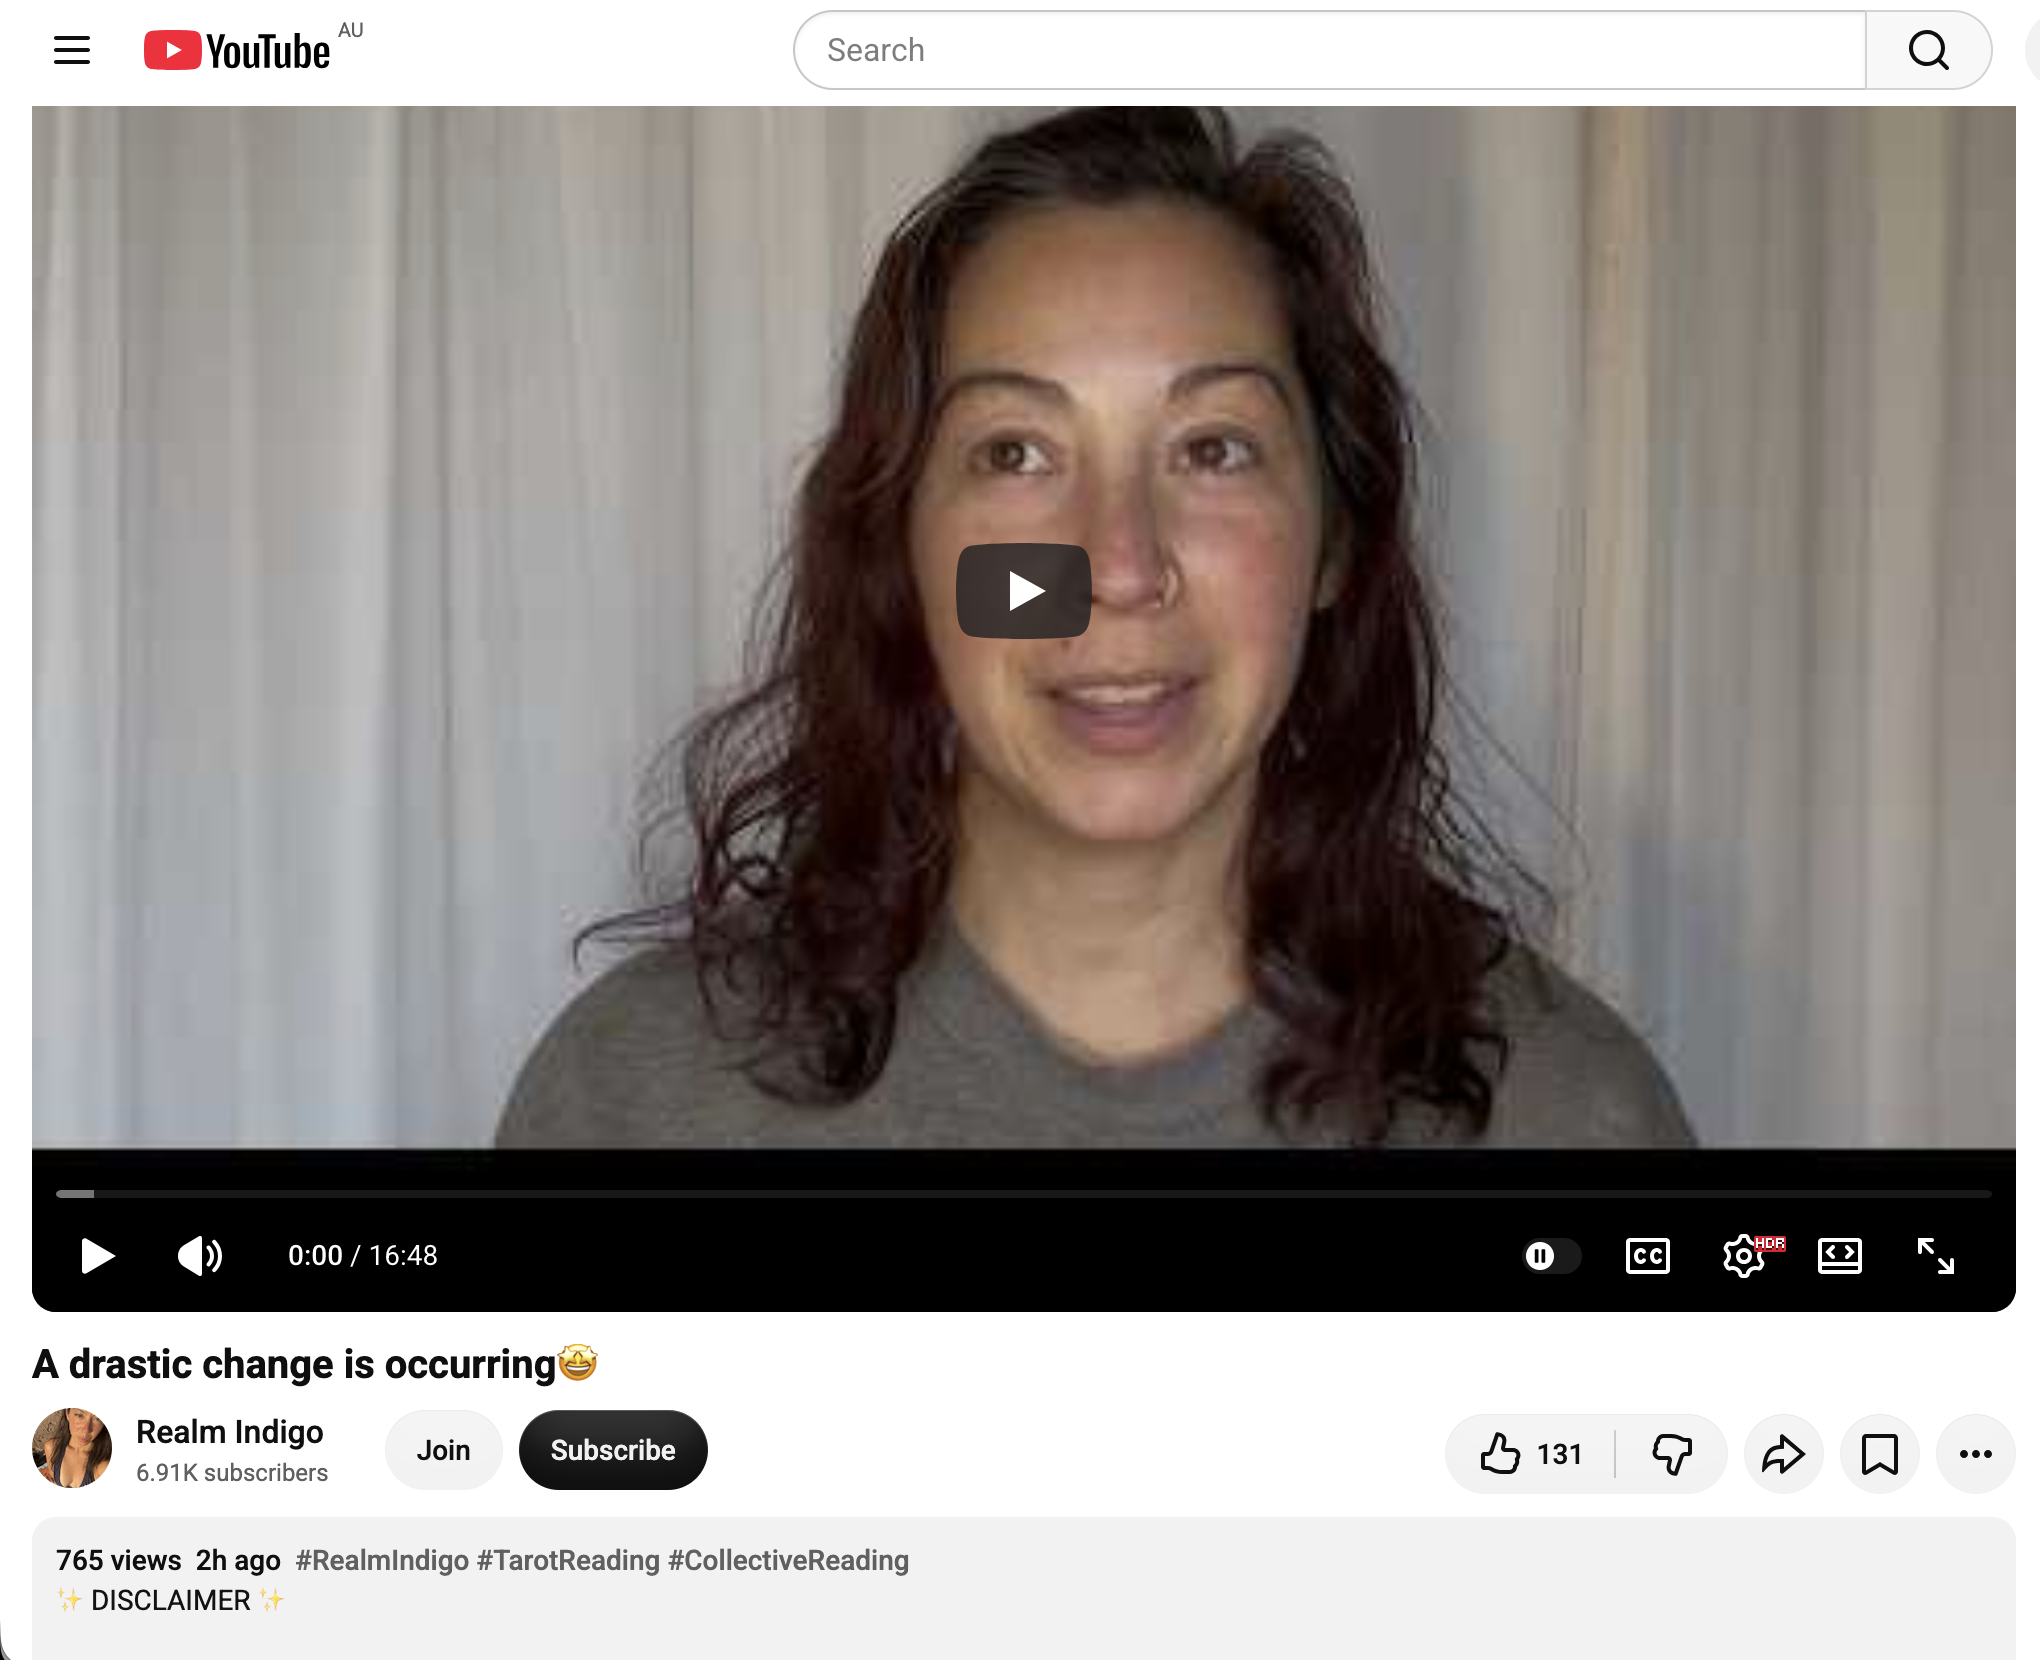 YouTube AU
Search
0:00 / 16:48
CC
HDR
A drastic change is occurring🤩
Realm Indigo
6.91K subscribers
Join
Subscribe
131
765 views 2h ago #RealmIndigo #TarotReading #CollectiveReading
✨ DISCLAIMER ✨